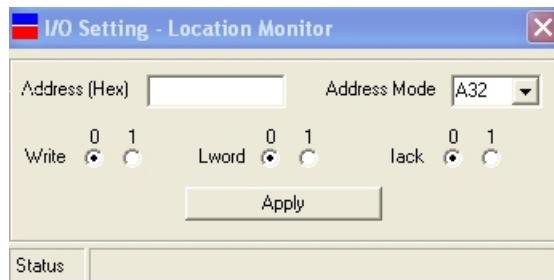 I/O Setting - Location Monitor
Address (Hex) Address Mode A32
0 1 0 1 0 1
Write Lword Iack
Apply
Status